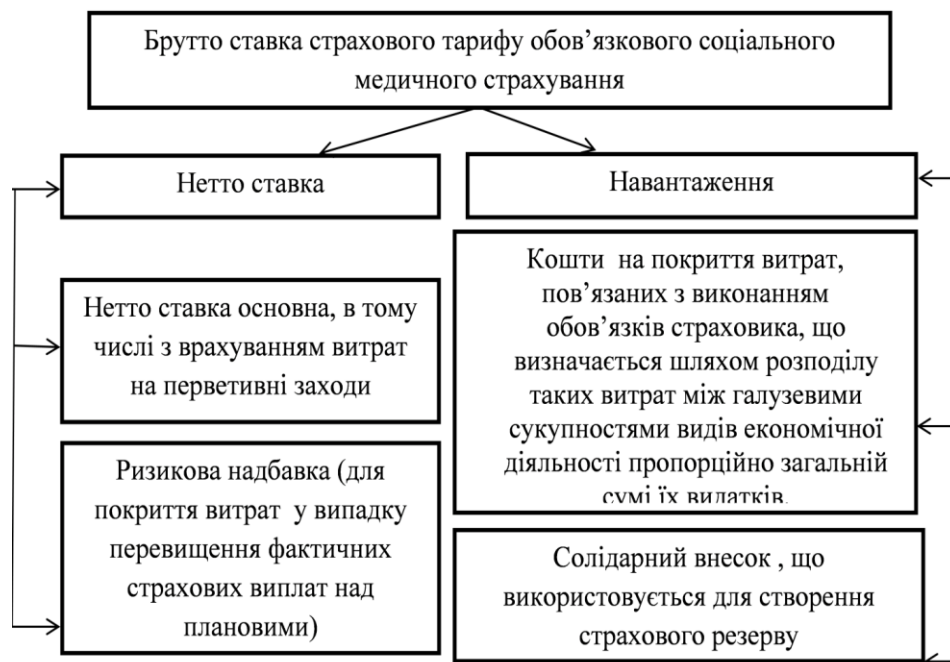 Брутто ставка страхового тарифу обов’язкового соціального
медичного страхування
Нетто ставка
Навантаження
Нетто ставка основна, в тому
числі з врахуванням витрат
на перветивні заходи
Ризикова надбавка (для
покриття витрат у випадку
перевищення фактичних
страхових виплат над
плановими)
Кошти на покриття витрат,
пов’язаних з виконанням
обов’язків страховика, що
визначається шляхом розподілу
таких витрат між галузевими
сукупностями видів економічної
діяльності пропорційно загальній
сумі їх видатків.
Солідарний внесок , що
використовується для створення
страхового резерву